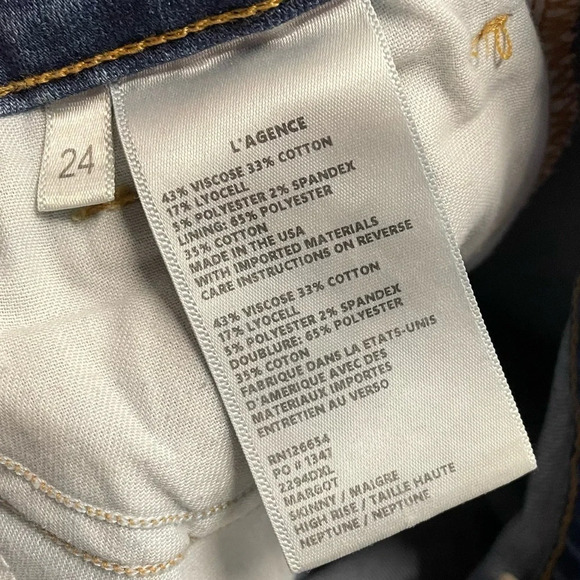 24
L'AGENCE
43% VISCOSE 33% COTTON
17% LYOCELL
5% POLYESTER 2% SPANDEX
LINING: 65% POLYESTER
35% COTTON
MADE IN THE USA
WITH IMPORTED MATERIALS
CARE INSTRUCTIONS ON REVERSE
43% VISCOSE 33% COTTON
17% LYOCELL
5% POLYESTER 2% SPANDEX
DOUBLURE: 65% POLYESTER
35% COTON
FABRIQUE DANS LA ETATS-UNIS
D'AMERIQUE AVEC DES
MATERIAUX IMPORTES
ENTRETIEN AU VERSO
RN126654
PO # 1347
2294DXL
MARGOT
SKINNY / MAIGRE
HIGH RISE / TAILLE HAUTE
NEPTUNE / NEPTUNE